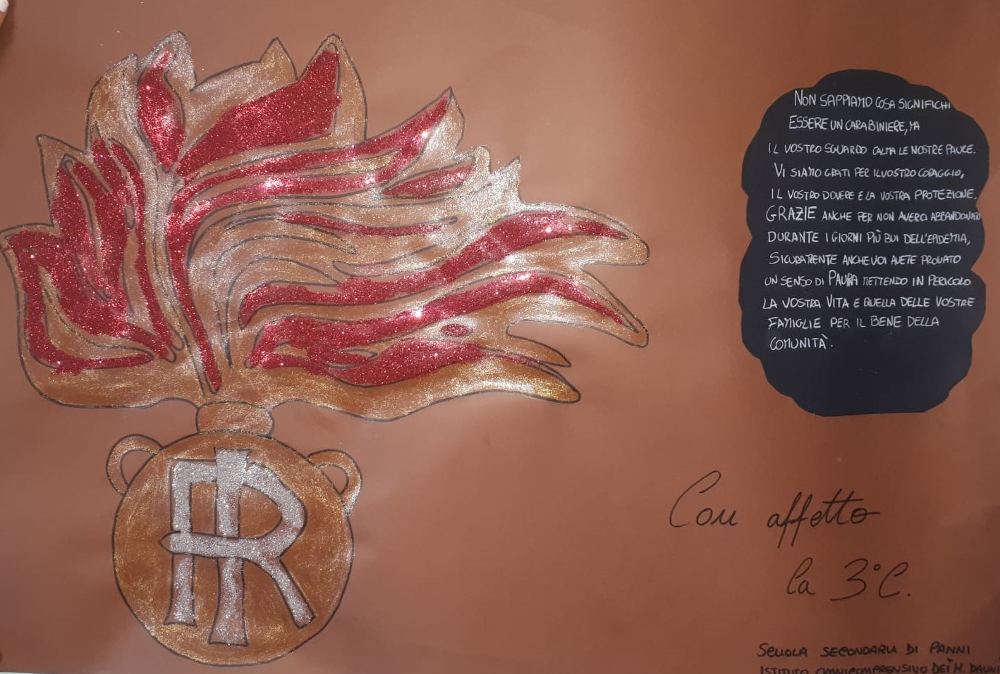 RI
NON SAPPIAMO COSA SIGNIFICHI
ESSERE UN CARABINIERE, MA
IL VOSTRO SGUARDO CALMA LE NOSTRE PAURE.
VI SIAMO GRATI PER IL VOSTRO CORAGGIO,
IL VOSTRO DOVERE E LA VOSTRA PROTEZIONE.
GRAZIE ANCHE PER NON AVERCI ABBANDONATO
DURANTE I GIORNI PIÙ BUI DELL'EPIDEMIA,
SICURAMENTE ANCHE VOI AVETE PROVATO
UN SENSO DI PAURA METTENDO IN PERICOLO
LA VOSTRA VITA E QUELLA DELLE VOSTRE
FAMIGLIE PER IL BENE DELLA
COMUNITÀ.
Con affetto
la 3°C.
SCUOLA SECONDARIA DI PANNI
ISTITUTO OMNICOMPRENSIVO DEI M. DAUNI